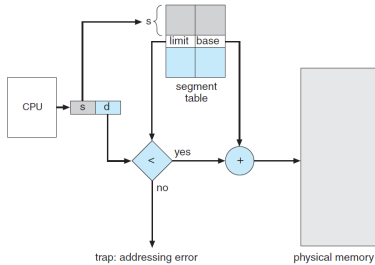 s
limit base
segment
table
CPU
s d
<
yes
+
no
trap: addressing error
physical memory